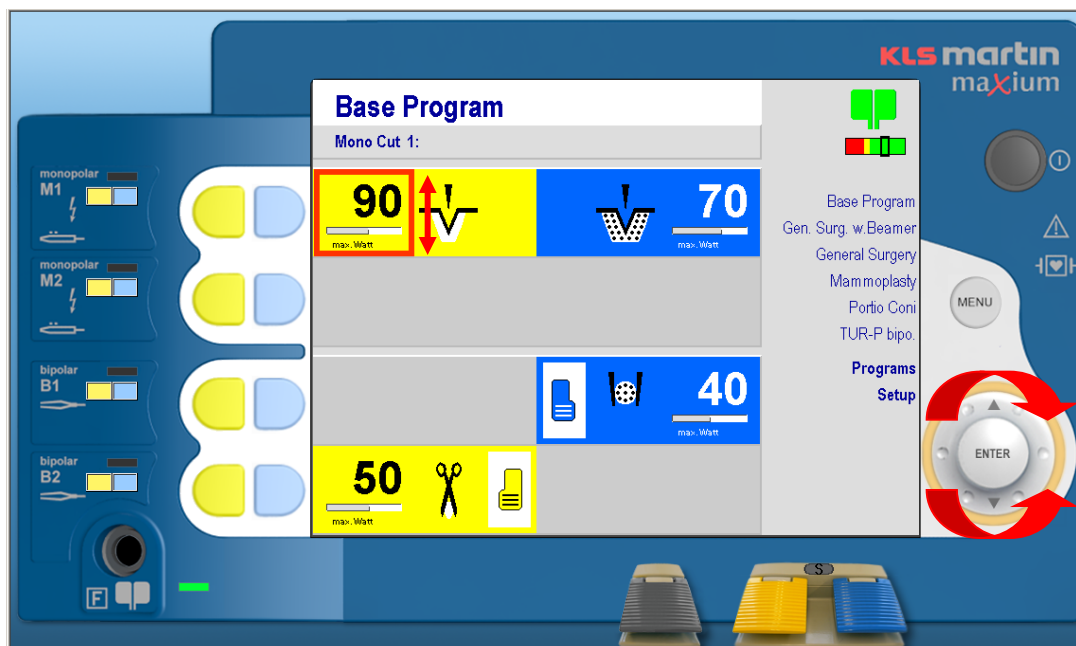 KLS martin
maxium
Base Program
Mono Cut 1:
monopolar
M1
90
max. Watt
70
max. Watt
Base Program
Gen. Surg. w.Beamer
General Surgery
Mammoplasty
Portio Coni
TUR-P bipo.
Programs
Setup
MENU
monopolar
M2
bipolar
B1
40
max. Watt
ENTER
bipolar
B2
50
max. Watt
F
S